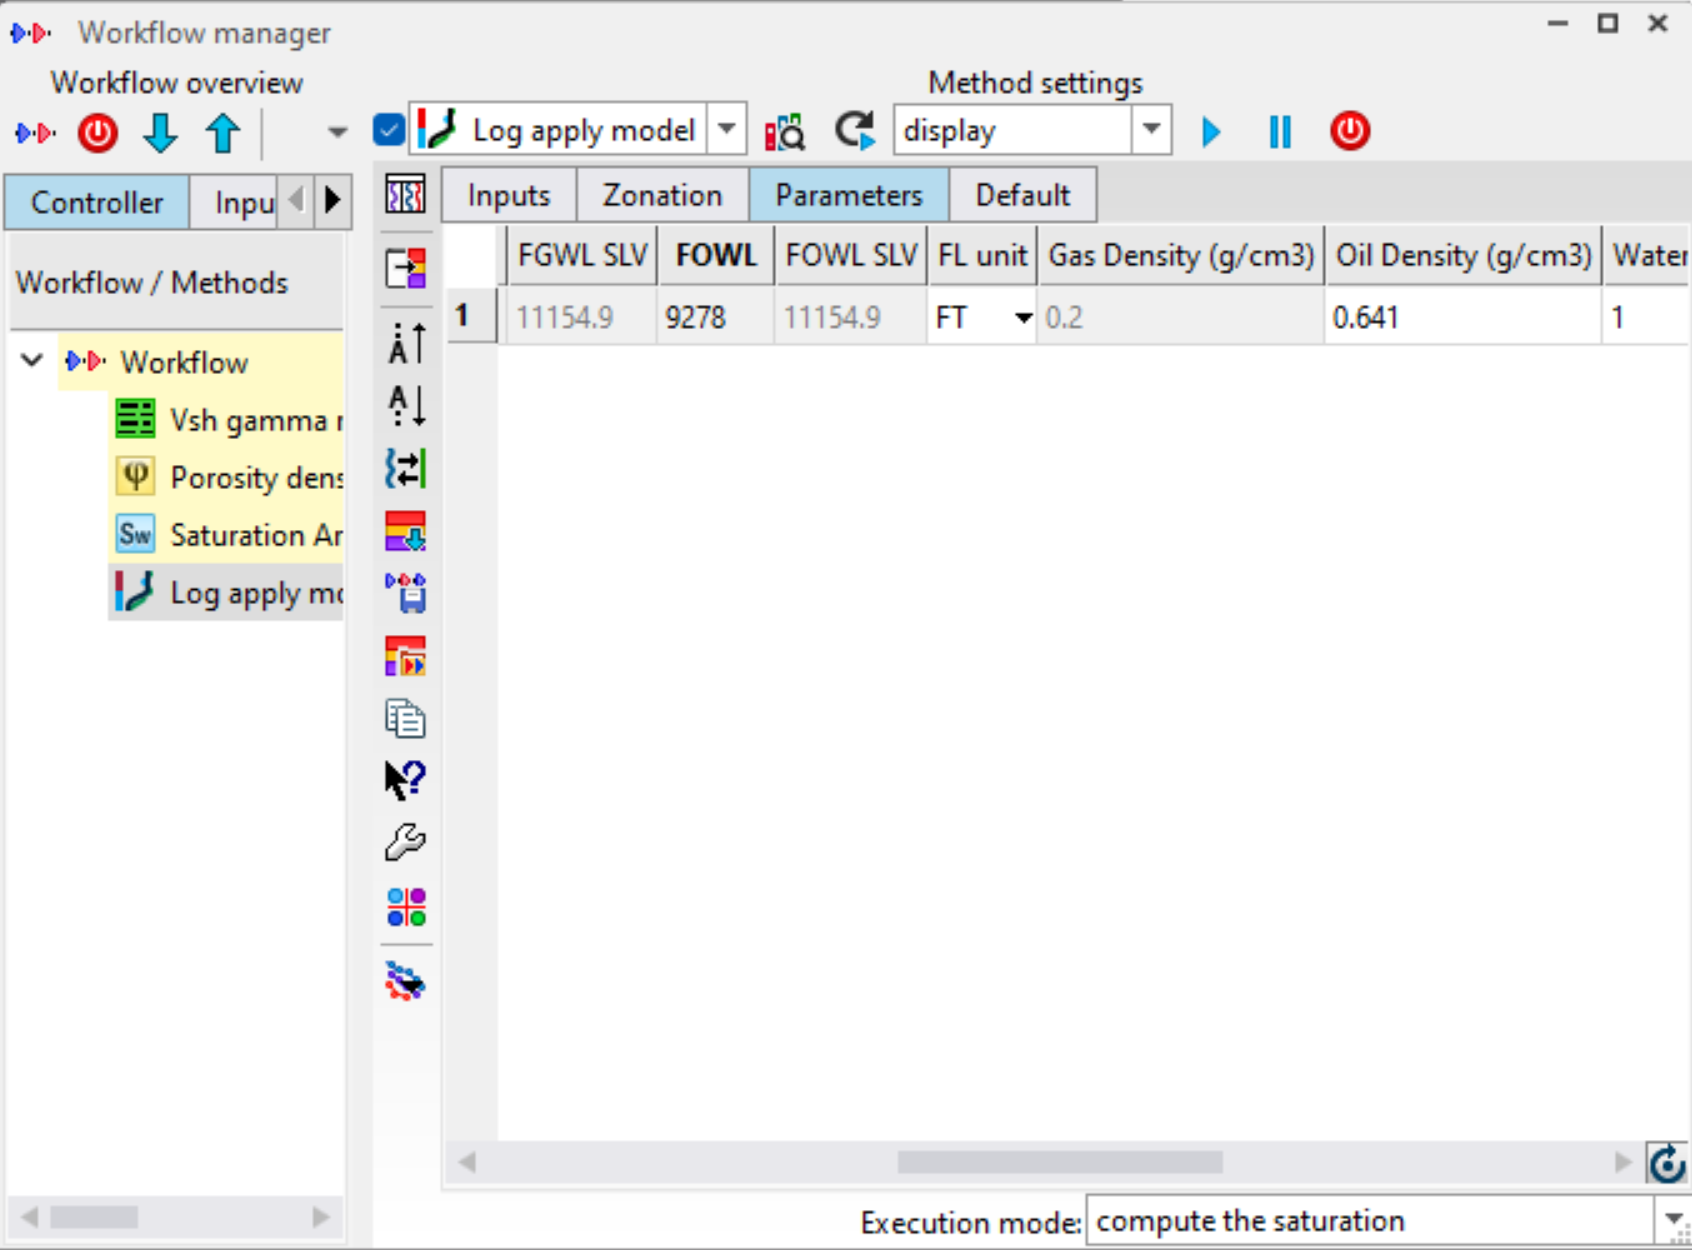 Workflow manager
Workflow overview
Method settings
Log apply model
display
Controller
Inpu
Inputs
Zonation
Parameters
Default
Workflow / Methods
FGWL SLV
FOWL
FOWL SLV
FL unit
Gas Density (g/cm3)
Oil Density (g/cm3)
Water
1
11154.9
9278
11154.9
FT
0.2
0.641
1
Workflow
Vsh gamma r
φ
Porosity dens
Sw
Saturation Ar
Log apply mo
A
A
?
Execution mode:
compute the saturation